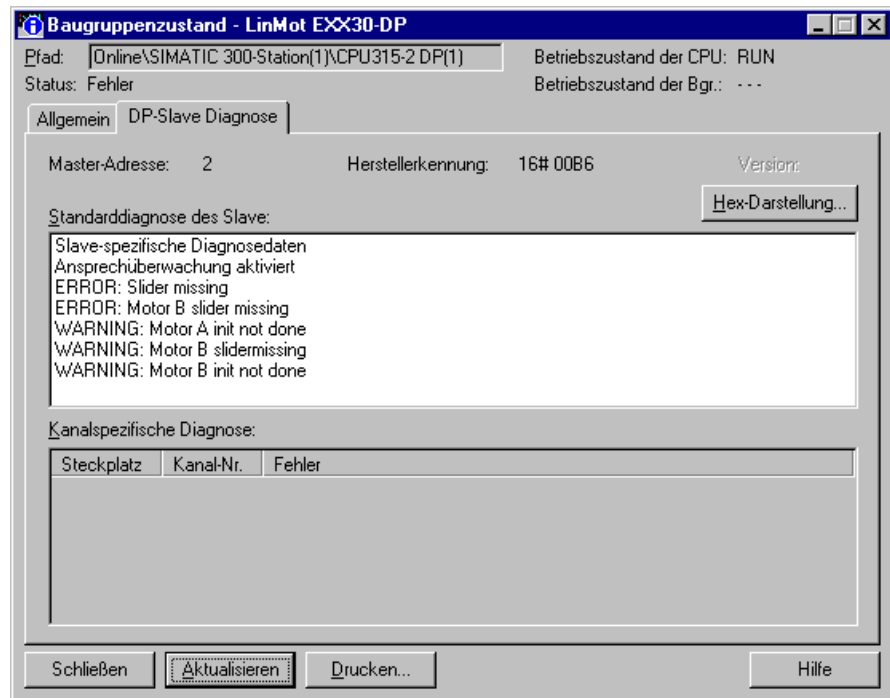 Baugruppenzustand - LinMot EXX30-DP
Pfad: Online\SIMATIC 300-Station(1)\CPU315-2 DP(1) Betriebszustand der CPU: RUN
Status: Fehler Betriebszustand der Bgr.: - - -
Allgemein DP-Slave Diagnose
Master-Adresse: 2 Herstellerkennung: 16# 00B6 Version:
Hex-Darstellung...
Standarddiagnose des Slave:
Slave-spezifische Diagnosedaten
Ansprechüberwachung aktiviert
ERROR: Slider missing
ERROR: Motor B slider missing
WARNING: Motor A init not done
WARNING: Motor B slidermissing
WARNING: Motor B init not done
Kanalspezifische Diagnose:
Steckplatz Kanal-Nr. Fehler
Schließen Aktualisieren Drucken... Hilfe